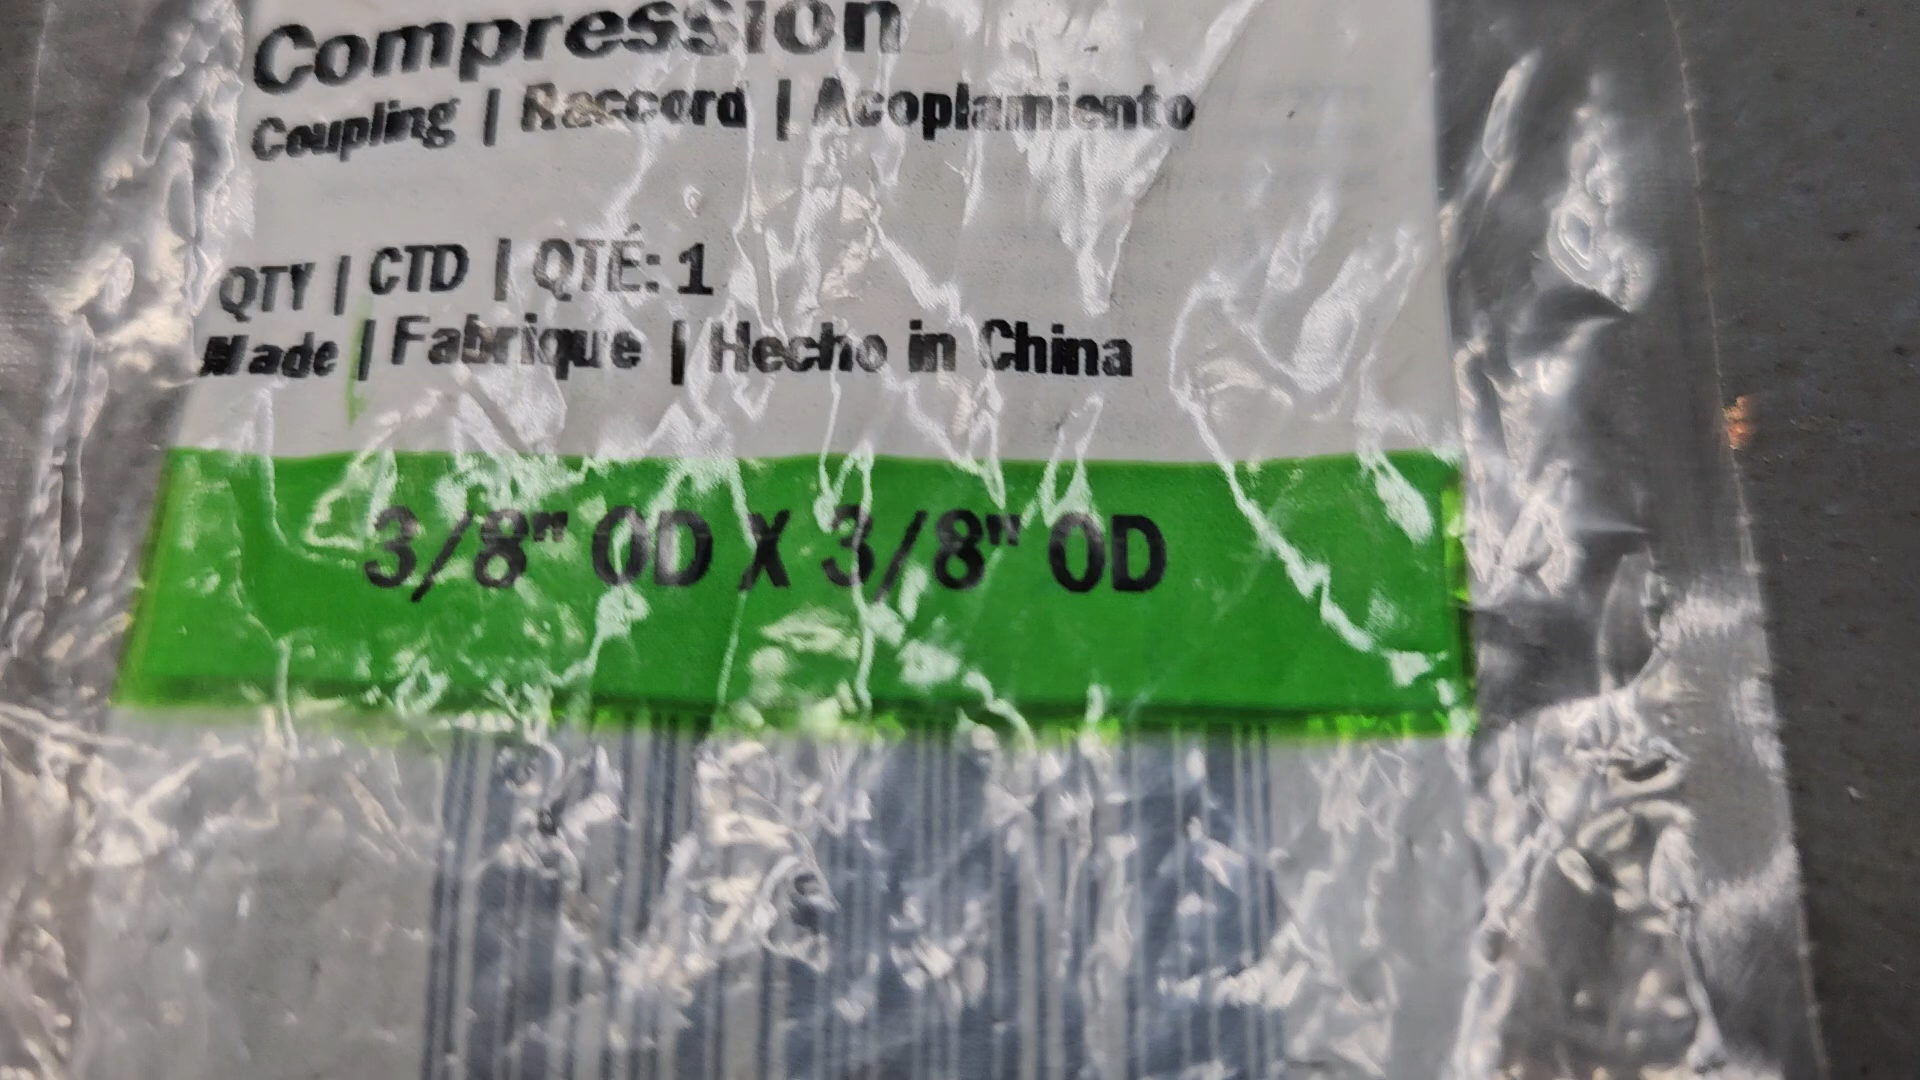 Compression
Coupling | Raccord | Acoplamiento
QTY | CTD | QTÉ: 1
Made | Fabrique | Hecho in China
3/8" OD X 3/8" OD